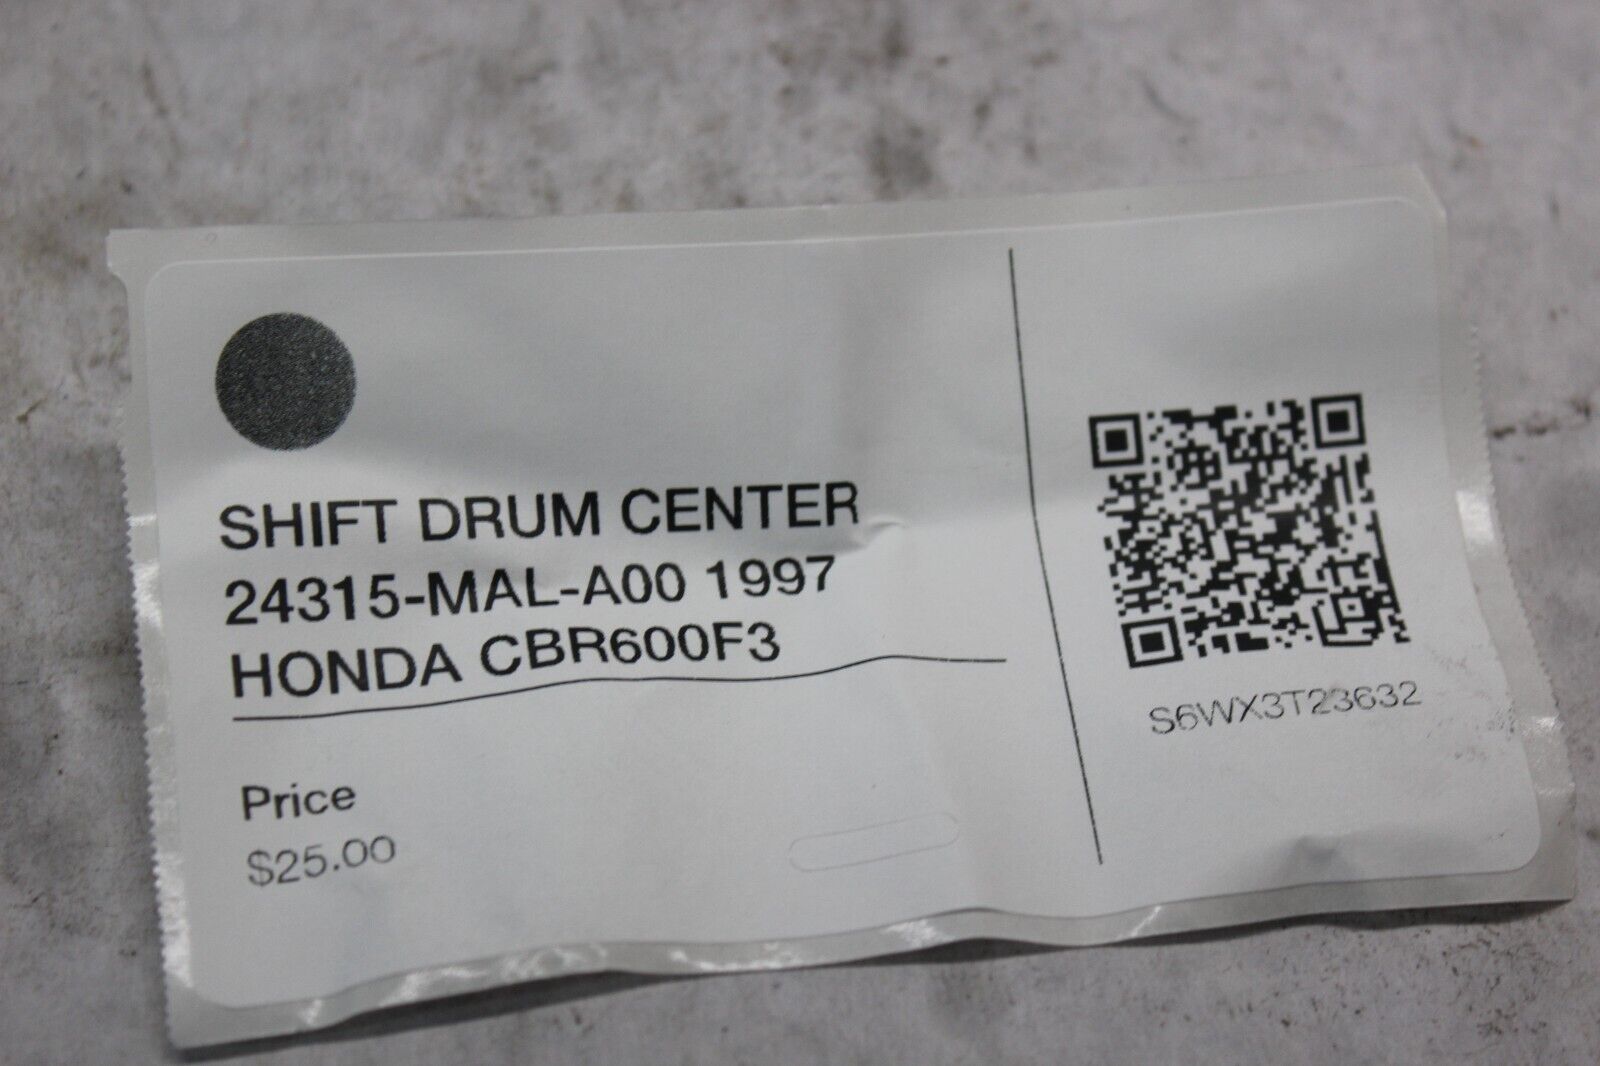 SHIFT DRUM CENTER
24315-MAL-A00 1997
HONDA CBR600F3
Price
$25.00
S6WX3T23632